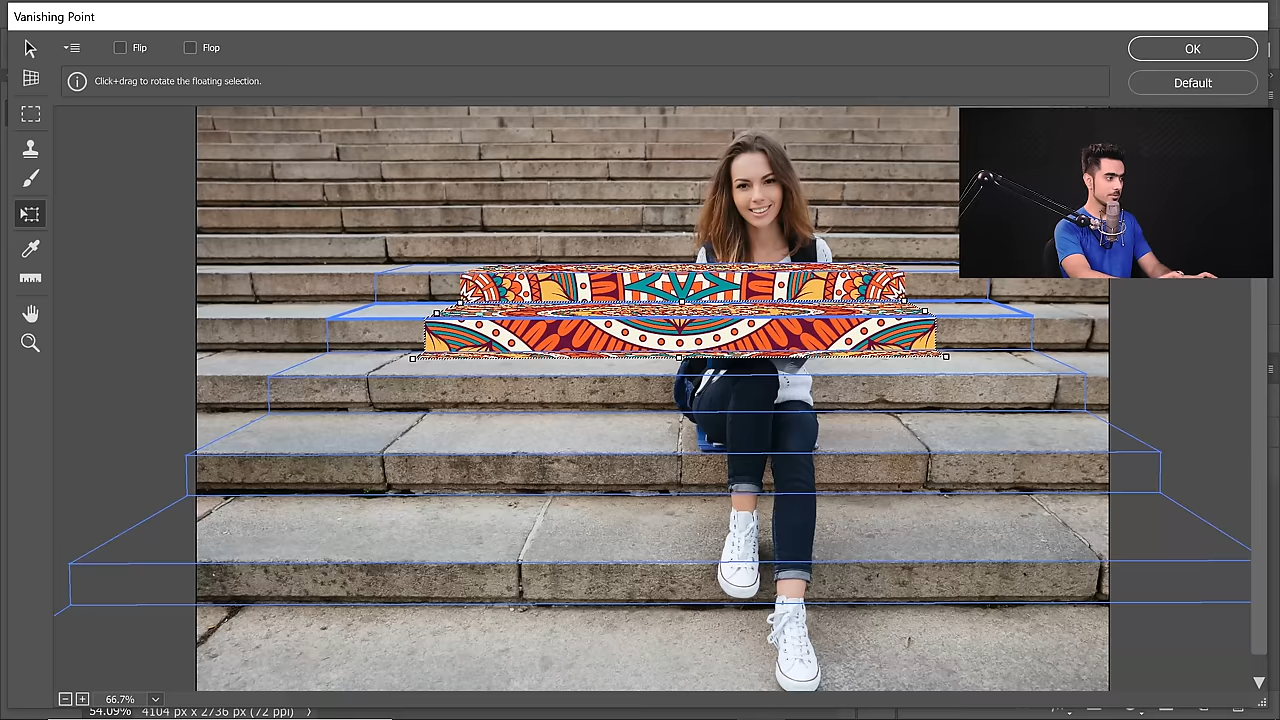 Vanishing Point
Flip
Flop
OK
Click+drag to rotate the floating selection.
Default
66.7%
54.09% 4104 px x 2736 px (72 ppi)